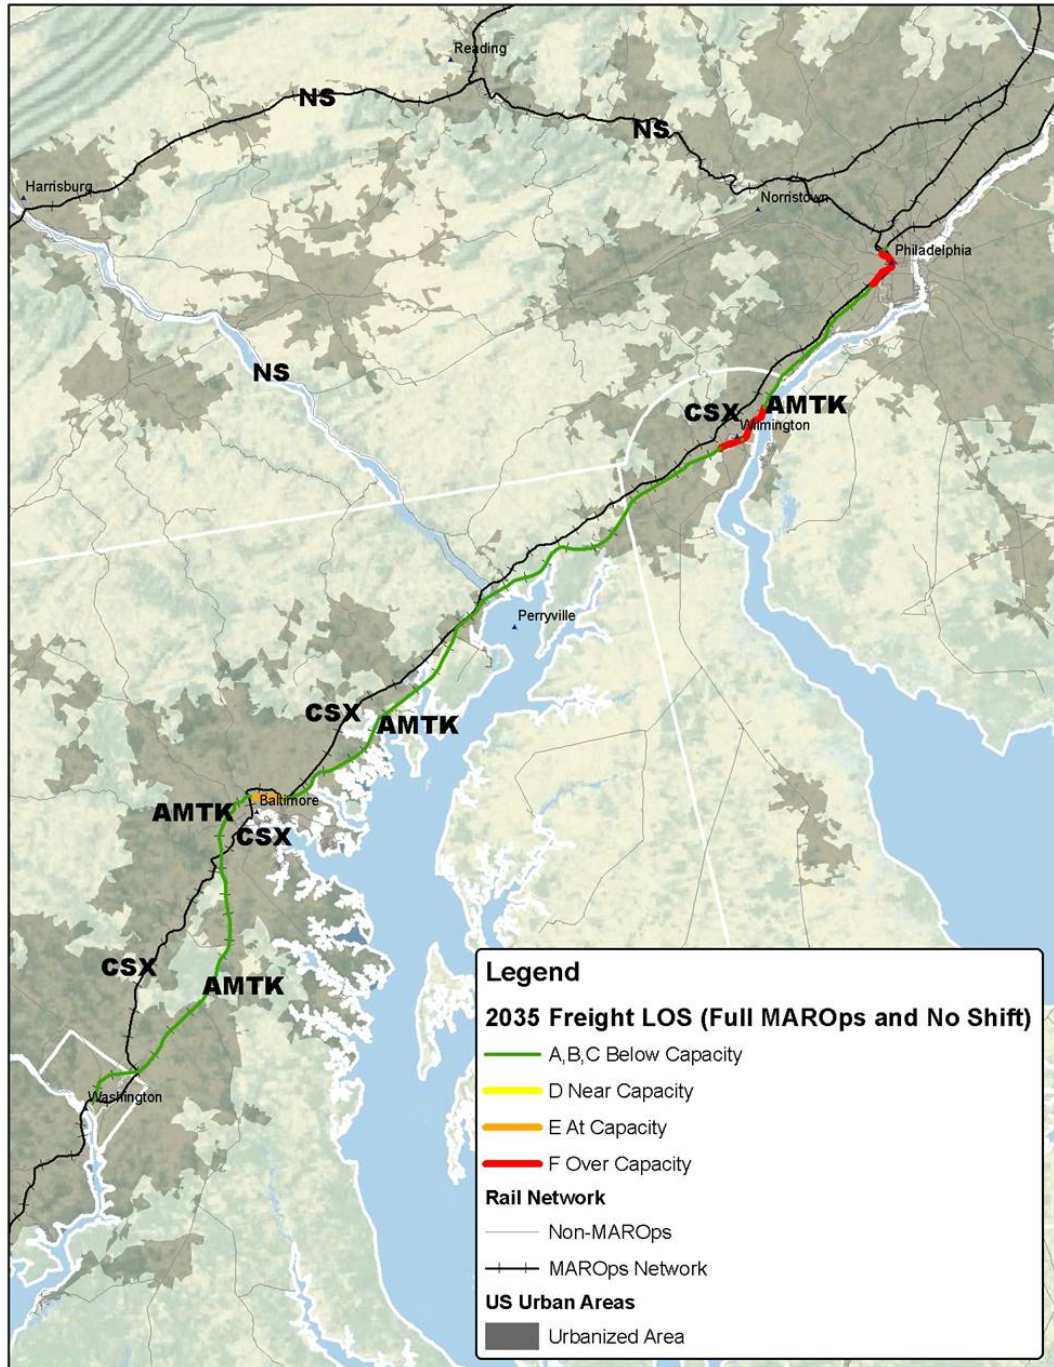 Reading
NS
NS
Harrisburg
Norristown
Philadelphia
NS
CSX
AMTK
Wilmington
Perryville
CSX
AMTK
Baltimore
AMTK
CSX
CSX
AMTK
Washington
Legend
2035 Freight LOS (Full MAROps and No Shift)
A,B,C Below Capacity
D Near Capacity
E At Capacity
F Over Capacity
Rail Network
Non-MAROps
MAROps Network
US Urban Areas
Urbanized Area